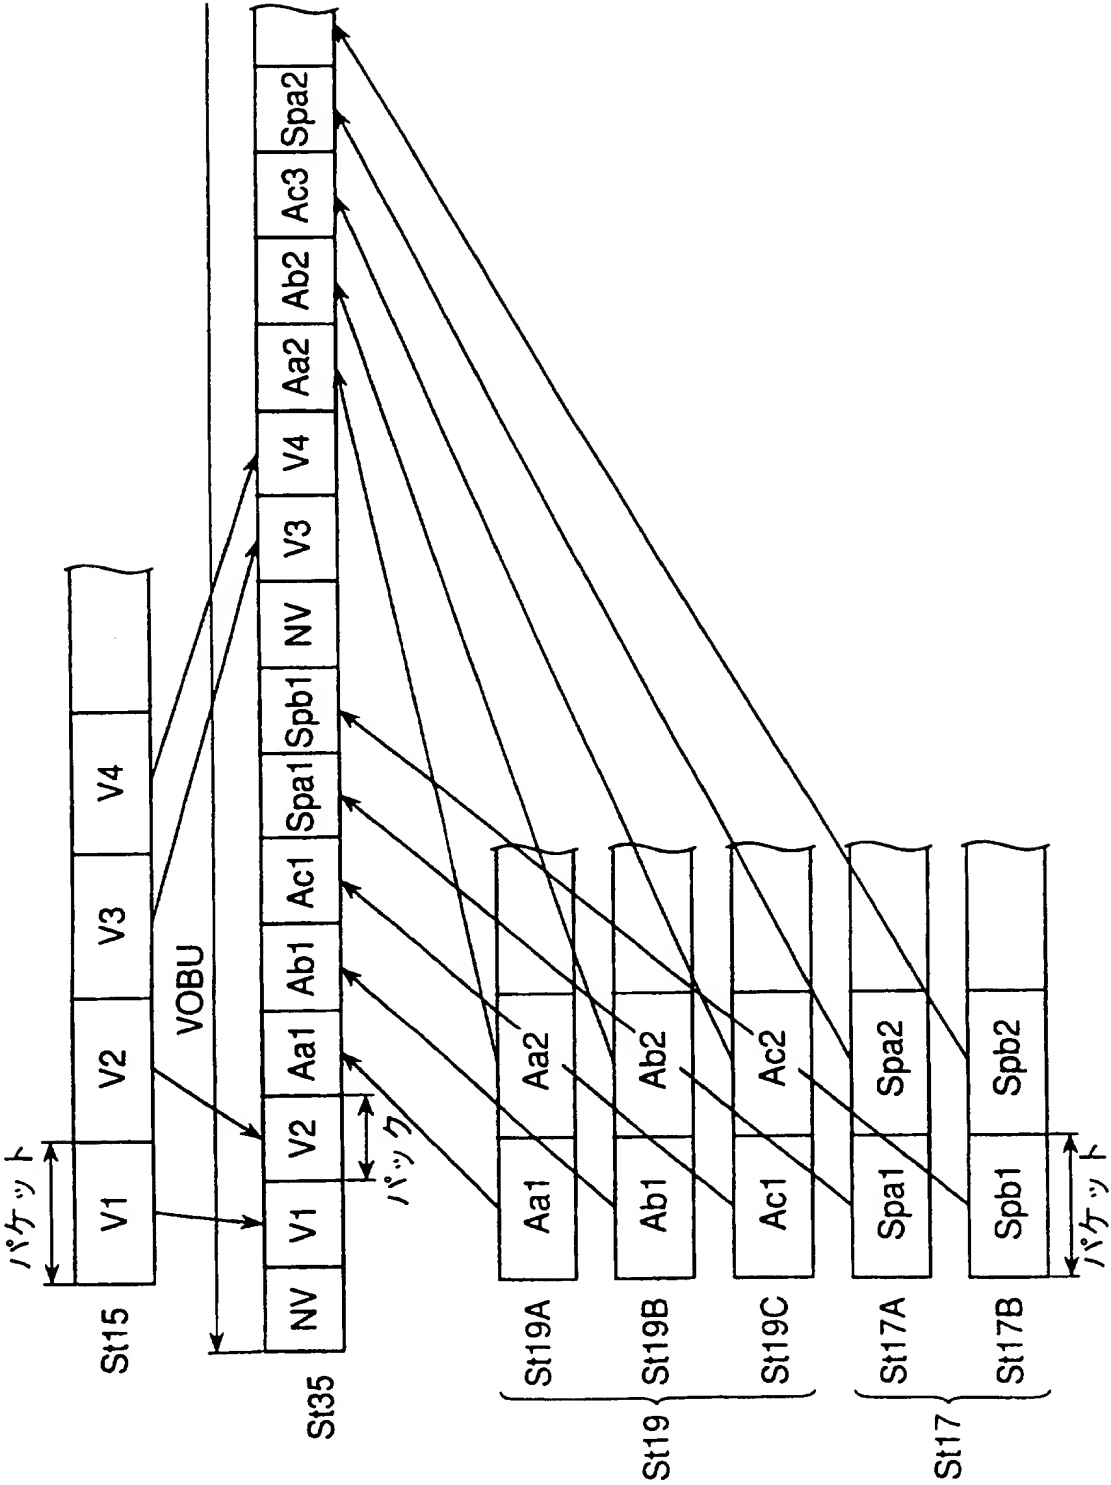 パケット
St15 V1 V2 V3 V4
VOBU
St35 NV V1 V2 Aa1 Ab1 Ac1 Spa1 Spb1 NV V3 V4 Aa2 Ab2 Ac3 Spa2
パック
St19
St19A Aa1 Aa2
St19B Ab1 Ab2
St19C Ac1 Ac2
St17
St17A Spa1 Spa2
St17B Spb1 Spb2
パケット